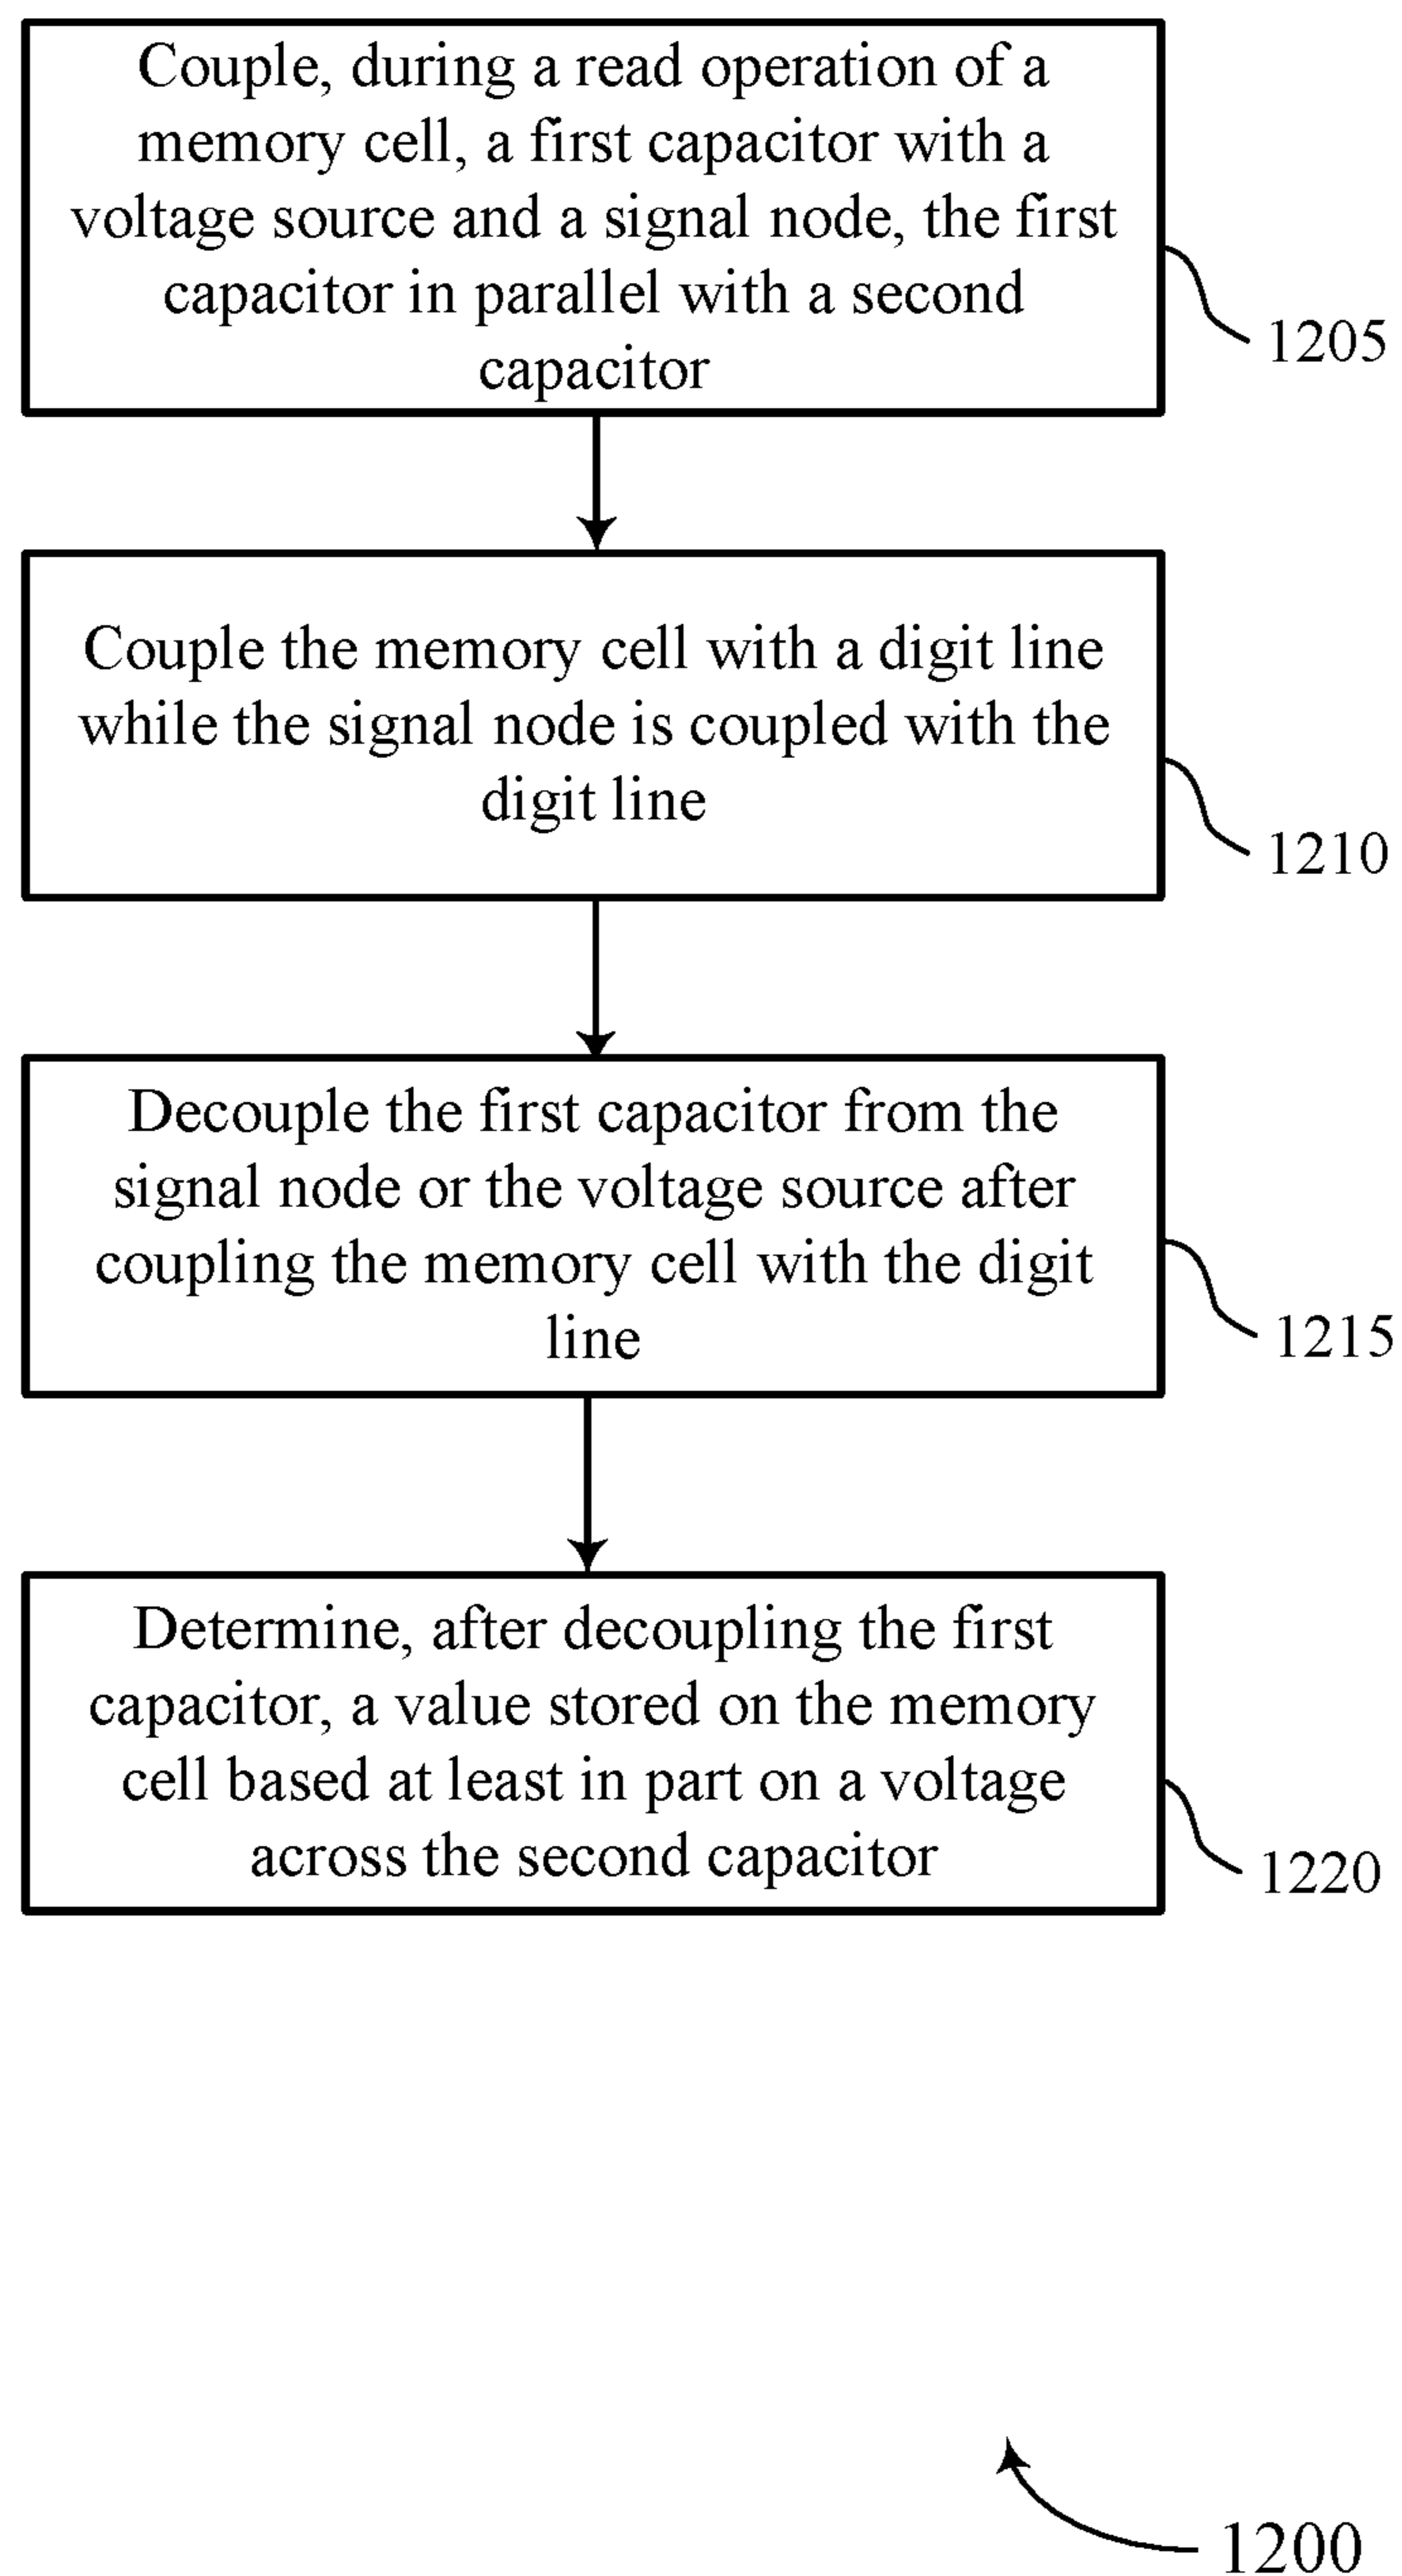 Couple, during a read operation of a
memory cell, a first capacitor with a
voltage source and a signal node, the first
capacitor in parallel with a second
capacitor
1205
Couple the memory cell with a digit line
while the signal node is coupled with the
digit line
1210
Decouple the first capacitor from the
signal node or the voltage source after
coupling the memory cell with the digit
line
1215
Determine, after decoupling the first
capacitor, a value stored on the memory
cell based at least in part on a voltage
across the second capacitor
1220
1200